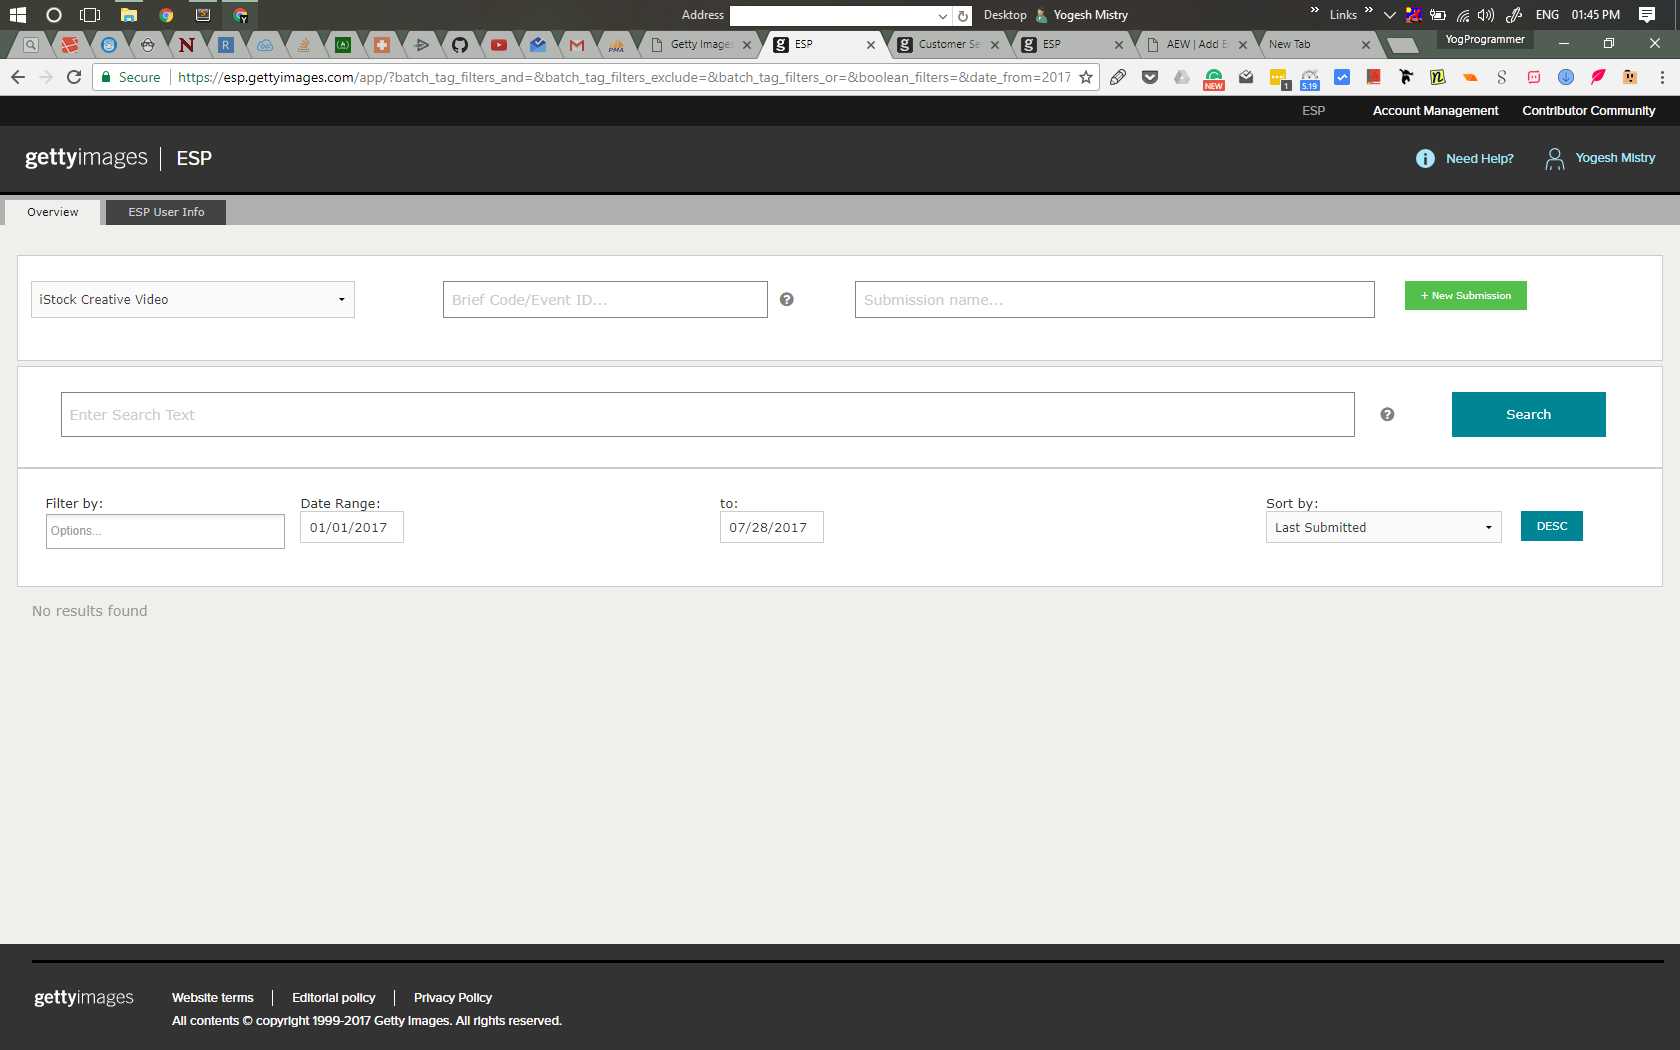 Address
Desktop
Yogesh Mistry
Links
ENG
01:45 PM
Getty Images
ESP
Customer Se
ESP
AEW | Add E
New Tab
YogProgrammer
Secure
https://esp.gettyimages.com/app/?batch_tag_filters_and=&batch_tag_filters_exclude=&batch_tag_filters_or=&boolean_filters=&date_from=2017
NEW
1
5.19
ESP
Account Management
Contributor Community
gettyimages | ESP
Need Help?
Yogesh Mistry
Overview
ESP User Info
iStock Creative Video
Brief Code/Event ID...
Submission name...
+ New Submission
Enter Search Text
Search
Filter by:
Options...
Date Range:
01/01/2017
to:
07/28/2017
Sort by:
Last Submitted
DESC
No results found
gettyimages
Website terms
Editorial policy
Privacy Policy
All contents © copyright 1999-2017 Getty Images. All rights reserved.